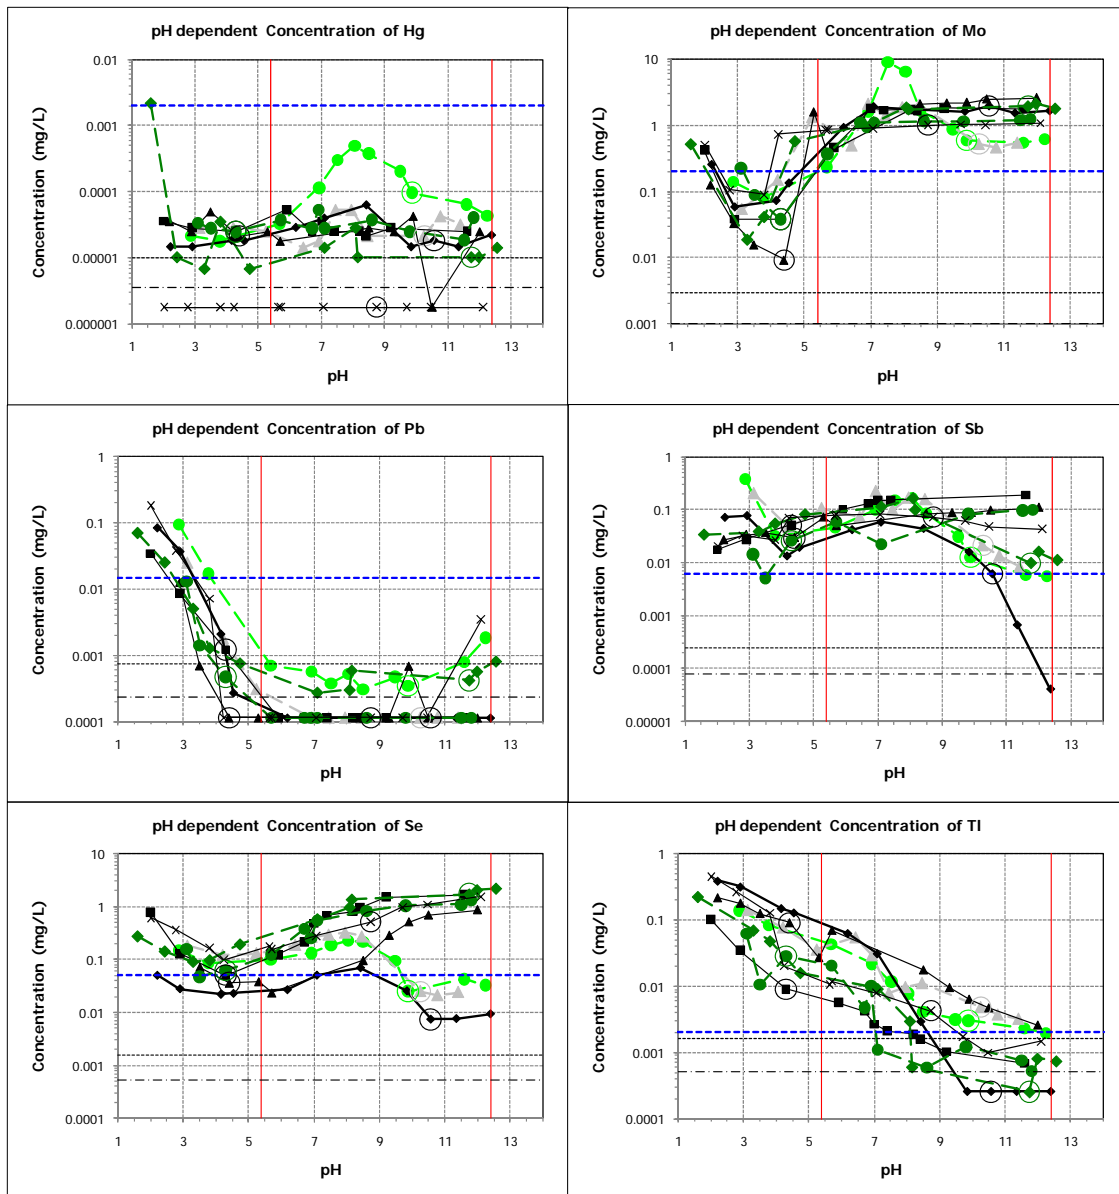 pH dependent Concentration of Hg
0.01
0.001
0.0001
0.00001
0.000001
Concentration (mg/L)
1 3 5 7 9 11 13
pH
pH dependent Concentration of Mo
10
1
0.1
0.01
0.001
Concentration (mg/L)
1 3 5 7 9 11 13
pH
pH dependent Concentration of Pb
1
0.1
0.01
0.001
0.0001
Concentration (mg/L)
1 3 5 7 9 11 13
pH
pH dependent Concentration of Sb
1
0.1
0.01
0.001
0.0001
0.00001
Concentration (mg/L)
1 3 5 7 9 11 13
pH
pH dependent Concentration of Se
10
1
0.1
0.01
0.001
0.0001
Concentration (mg/L)
1 3 5 7 9 11 13
pH
pH dependent Concentration of Tl
1
0.1
0.01
0.001
0.0001
Concentration (mg/L)
1 3 5 7 9 11 13
pH